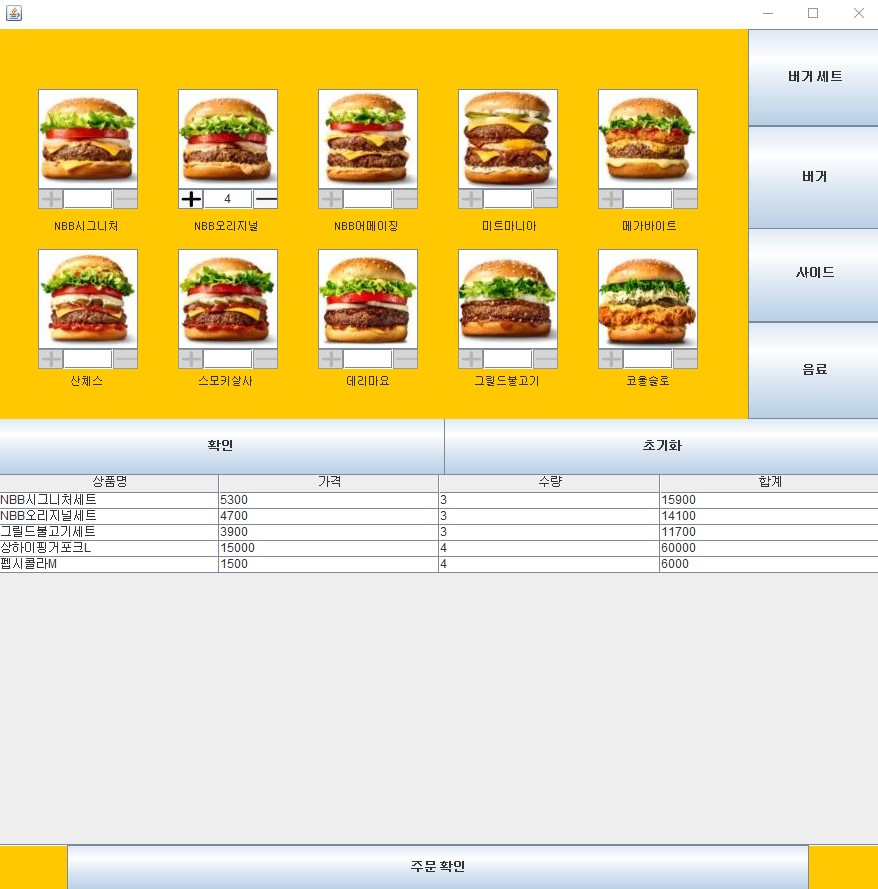 버거 세트
4
NBB시그니처 NBB오리지널 NBB어메이징 미트마니아 메가바이트
버거
사이드
산체스 스모키살사 데리마요 그릴드불고기 코울슬로
음료
확인 초기화
상품명 가격 수량 합계
NBB시그니처세트 5300 3 15900
NBB오리지널세트 4700 3 14100
그릴드불고기세트 3900 3 11700
상하이핑거포크L 15000 4 60000
펩시콜라M 1500 4 6000
주문 확인